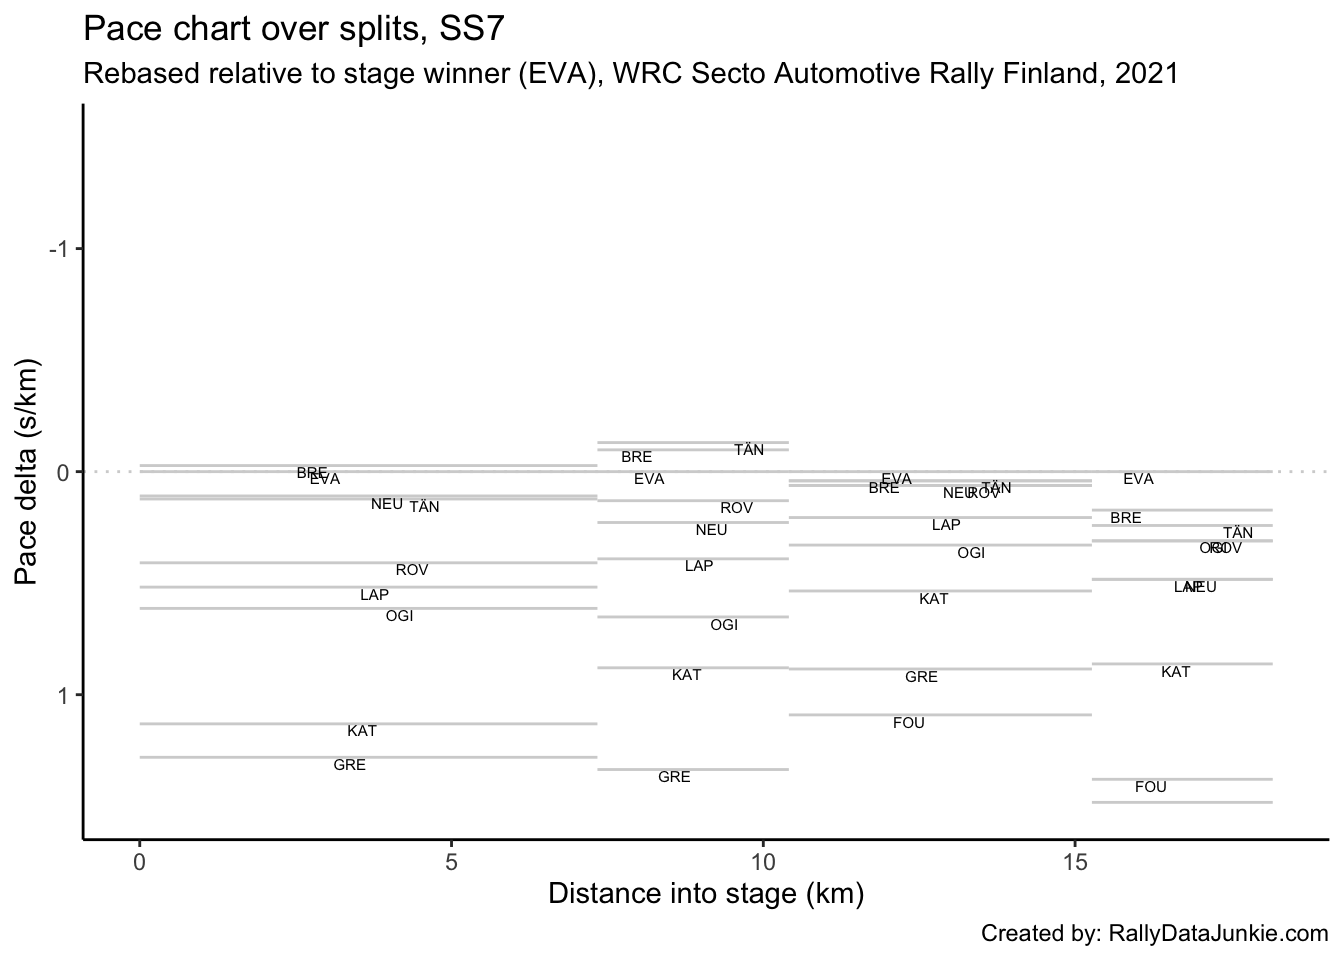 Pace chart over splits, SS7
Rebased relative to stage winner (EVA), WRC Secto Automotive Rally Finland, 2021
Pace delta (s/km)
-1
0
1
BRE
EVA
NEU
TÄN
ROV
LAP
OGI
KAT
GRE
TÄN
BRE
EVA
ROV
NEU
LAP
OGI
KAT
GRE
EVA
BRE
NEU
ROV
TÄN
LAP
OGI
KAT
GRE
FOU
EVA
BRE
TÄN
OGI
ROV
LAP
NEU
KAT
FOU
0 5 10 15
Distance into stage (km)
Created by: RallyDataJunkie.com